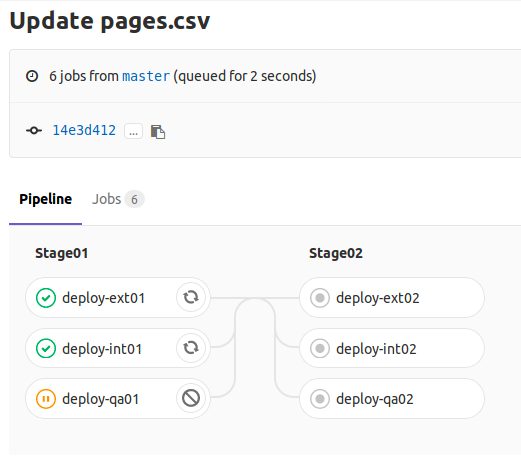 Update pages.csv
6 jobs from master (queued for 2 seconds)
14e3d412 ...
Pipeline Jobs 6
Stage01 Stage02
deploy-ext01 deploy-ext02
deploy-int01 deploy-int02
deploy-qa01 deploy-qa02